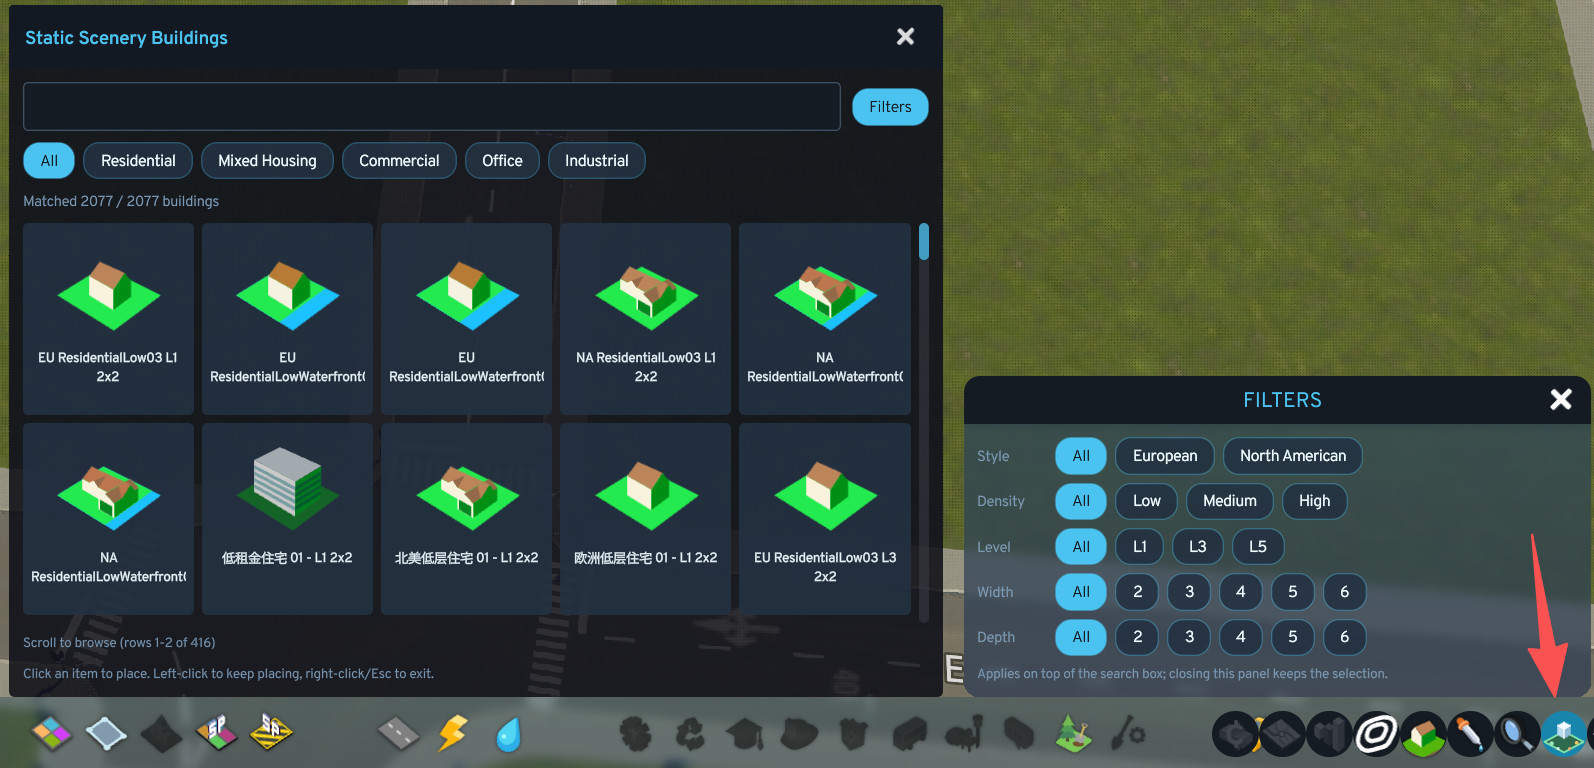 Static Scenery Buildings
Filters
All
Residential
Mixed Housing
Commercial
Office
Industrial
Matched 2077 / 2077 buildings
EU ResidentialLow03 L1
2x2
EU
ResidentialLowWaterfront
EU
ResidentialLowWaterfront
NA ResidentialLow03 L1
2x2
NA
ResidentialLowWaterfront
NA
ResidentialLowWaterfront
低租金住宅 01 - L1 2x2
北美低层住宅 01 - L1 2x2
欧洲低层住宅 01 - L1 2x2
EU ResidentialLow03 L3
2x2
Scroll to browse (rows 1-2 of 416)
Click an item to place. Left-click to keep placing, right-click/Esc to exit.
FILTERS
Style
All
European
North American
Density
All
Low
Medium
High
Level
All
L1
L3
L5
Width
All
2
3
4
5
6
Depth
All
2
3
4
5
6
Applies on top of the search box; closing this panel keeps the selection.